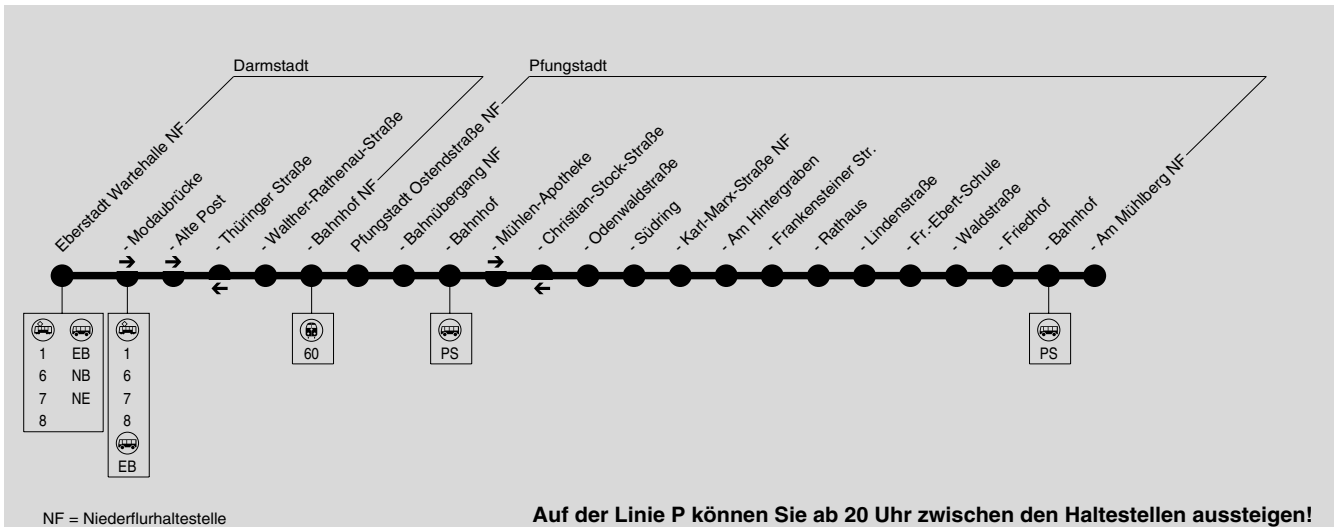 Darmstadt
Pfungstadt
Eberstadt Wartehalle NF
- Modaubrücke
- Alte Post
- Thüringer Straße
- Walther-Rathenau-Straße
- Bahnhof NF
Pfungstadt Ostendstraße NF
- Bahnübergang NF
- Bahnhof
- Mühlen-Apotheke
- Christian-Stock-Straße
- Odenwaldstraße
- Südring
- Karl-Marx-Straße NF
- Am Hintergraben
- Frankensteiner Str.
- Rathaus
- Lindenstraße
- Fr.-Ebert-Schule
- Waldstraße
- Friedhof
- Bahnhof
- Am Mühlberg NF
1 EB
6 NB
7 NE
8
1
6
7
8
EB
60
PS
PS
NF = Niederflurhaltestelle
Auf der Linie P können Sie ab 20 Uhr zwischen den Haltestellen aussteigen!